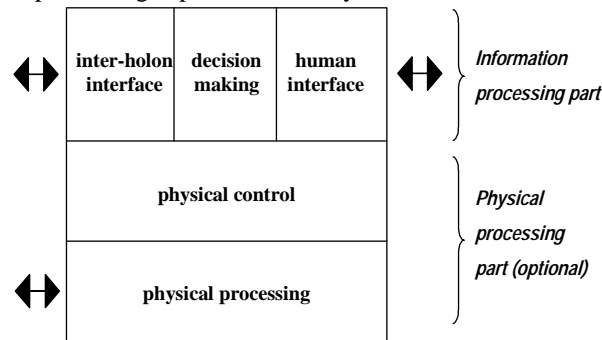 inter-holon
interface
decision
making
human
interface
Information
processing part
physical control
Physical
processing
part (optional)
physical processing